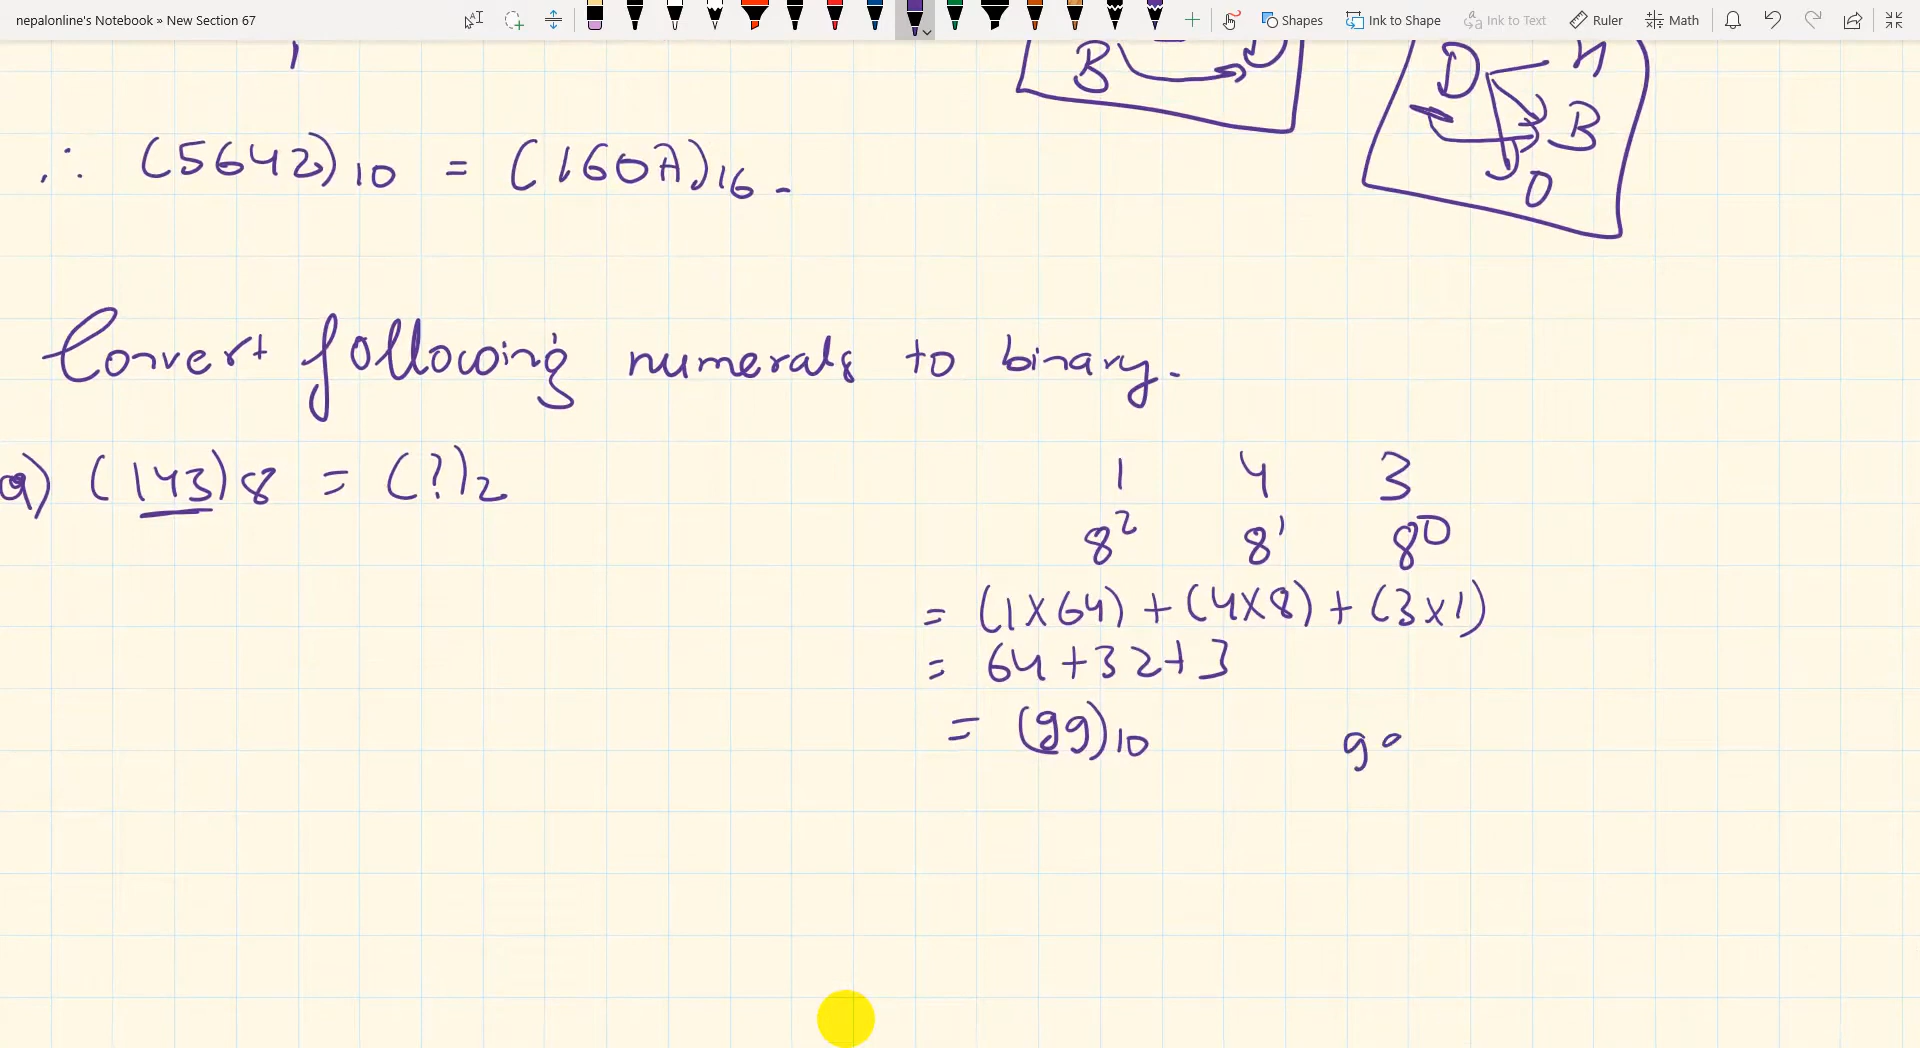 nepalonline's Notebook » New Section 67
Shapes Ink to Shape Ink to Text Ruler Math
B
D H
B
O
∴ (5642)₁₀ = (160A)₁₆.
Convert following numerals to binary.
a) (143)₈ = (?)₂
1 4 3
8² 8¹ 8⁰
= (1×64) + (4×8) + (3×1)
= 64+32+3
= (99)₁₀
9